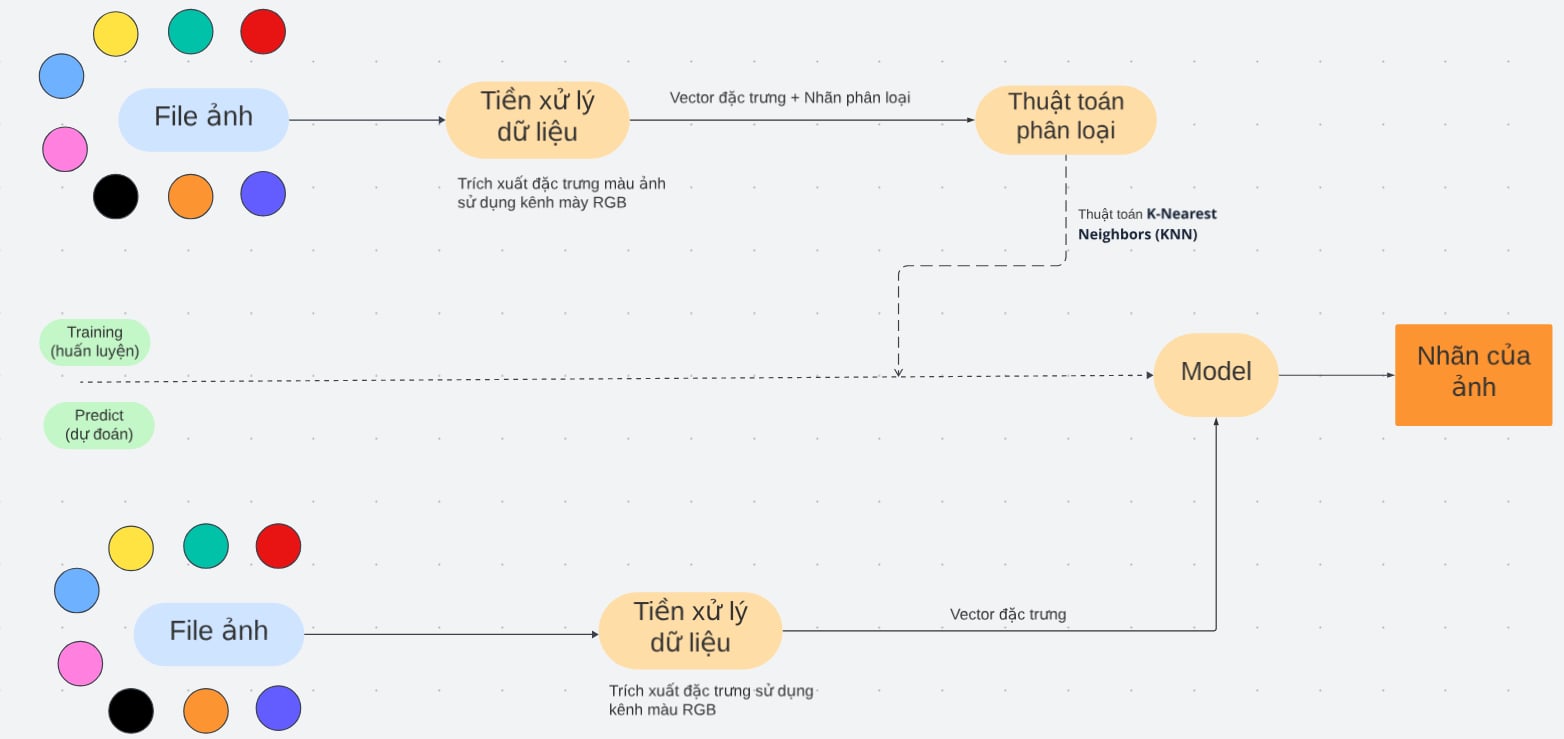 File ảnh
Tiền xử lý
dữ liệu
Vector đặc trưng + Nhãn phân loại
Thuật toán
phân loại
Trích xuất đặc trưng màu ảnh
sử dụng kênh mày RGB
Thuật toán K-Nearest
Neighbors (KNN)
Training
(huấn luyện)
Predict
(dự đoán)
Model
Nhãn của
ảnh
File ảnh
Tiền xử lý
dữ liệu
Vector đặc trưng
Trích xuất đặc trưng sử dụng
kênh màu RGB